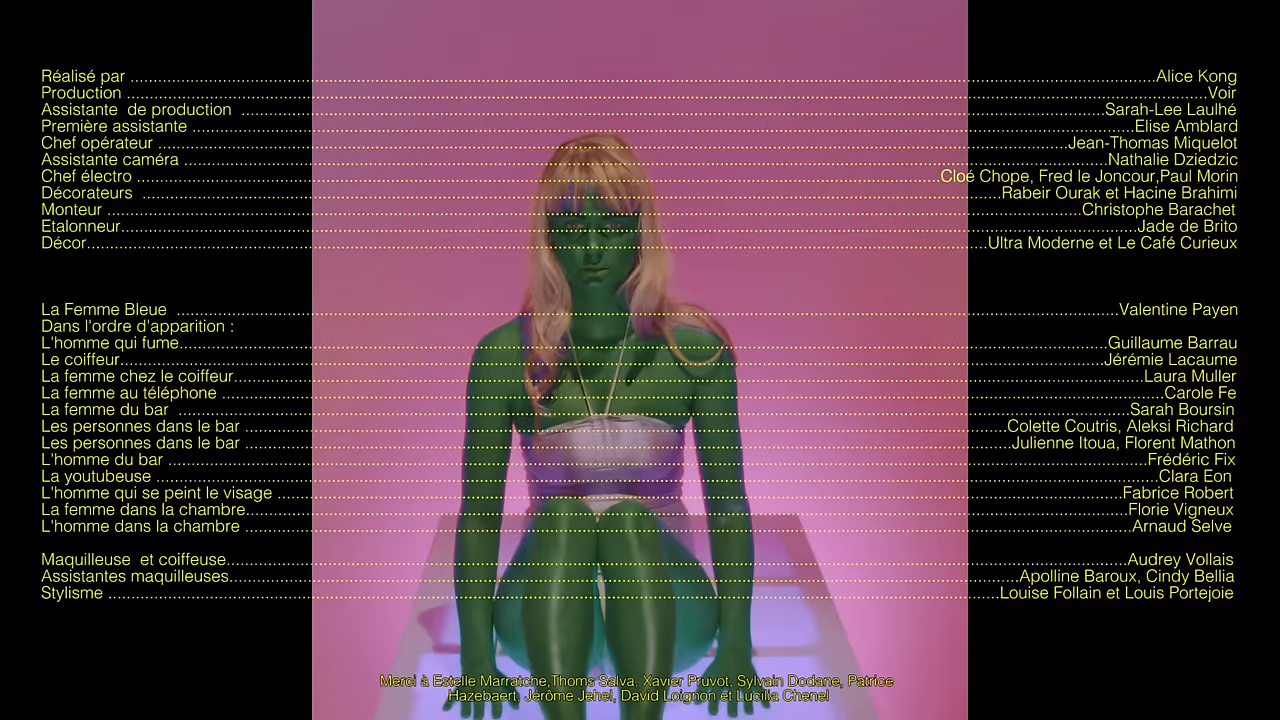 Réalisé par ........ Alice Kong
Production ........ Voir
Assistante de production ........ Sarah-Lee Laulhé
Première assistante ........ Elise Amblard
Chef opérateur ........ Jean-Thomas Miquelot
Assistante caméra ........ Nathalie Dziedzic
Chef électro ........ Cloé Chope, Fred le Joncour,Paul Morin
Décorateurs ........ Rabeir Ourak et Hacine Brahimi
Monteur ........ Christophe Barachet
Etalonneur........ Jade de Brito
Décor........ Ultra Moderne et Le Café Curieux
La Femme Bleue ........ Valentine Payen
Dans l'ordre d'apparition :
L'homme qui fume........ Guillaume Barrau
Le coiffeur........ Jérémie Lacaume
La femme chez le coiffeur........ Laura Muller
La femme au téléphone ........ Carole Fe
La femme du bar ........ Sarah Boursin
Les personnes dans le bar ........ Colette Coutris, Aleksi Richard
Les personnes dans le bar ........ Julienne Itoua, Florent Mathon
L'homme du bar ........ Frédéric Fix
La youtubeuse ........ Clara Eon
L'homme qui se peint le visage ........ Fabrice Robert
La femme dans la chambre........ Florie Vigneux
L'homme dans la chambre ........ Arnaud Selve
Maquilleuse et coiffeuse........ Audrey Vollais
Assistantes maquilleuses........ Apolline Baroux, Cindy Bellia
Stylisme ........ Louise Follain et Louis Portejoie
Merci à Estelle Marratche,Thoms Salva, Xavier Pruvot, Sylvain Dodane, Patrice
Hazebaert, Jérôme Jehel, David Loignon et Lucilla Chenel